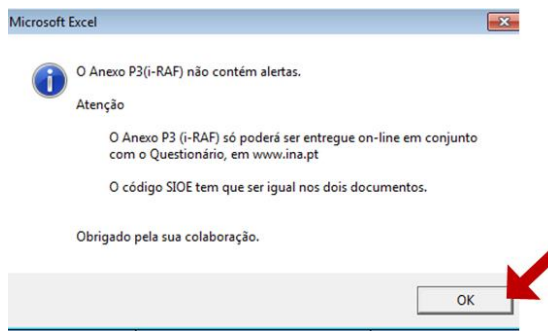 Microsoft Excel
O Anexo P3(i-RAF) não contém alertas.
Atenção
O Anexo P3 (i-RAF) só poderá ser entregue on-line em conjunto
com o Questionário, em www.ina.pt
O código SIOE tem que ser igual nos dois documentos.
Obrigado pela sua colaboração.
OK